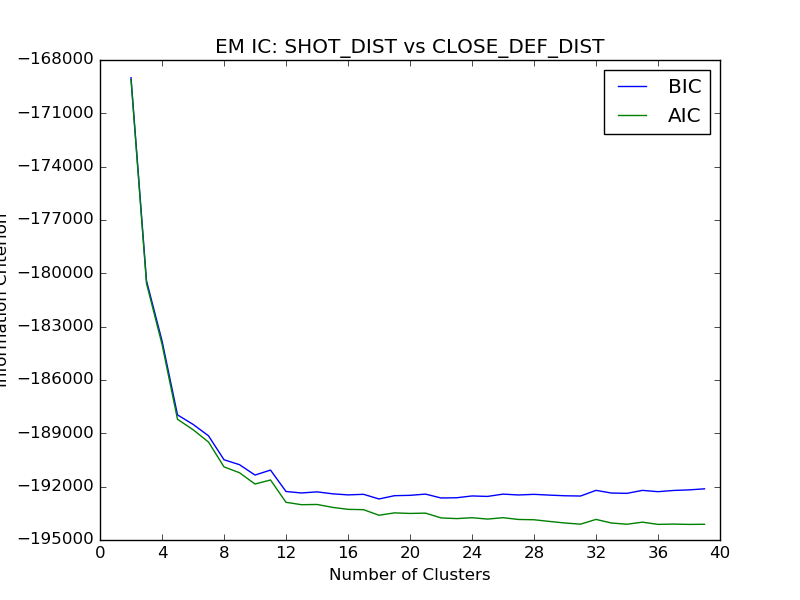 EM IC: SHOT_DIST vs CLOSE_DEF_DIST
−168000
−171000
−174000
−177000
−180000
−183000
−186000
−189000
−192000
−195000
Information Criterion
BIC
AIC
0 4 8 12 16 20 24 28 32 36 40
Number of Clusters